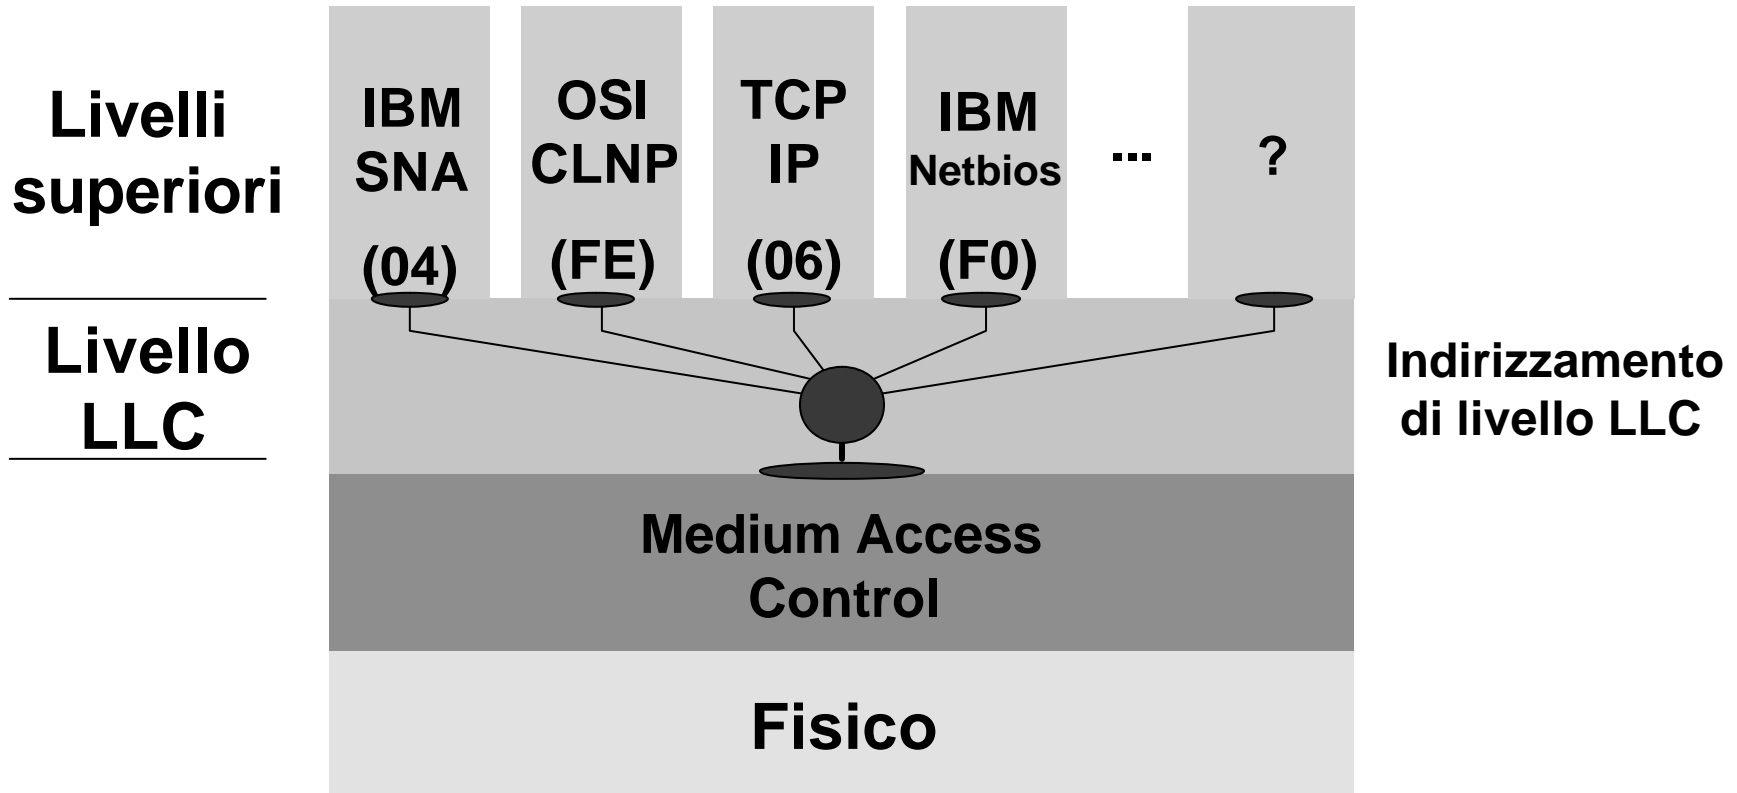 Livelli
superiori
IBM
SNA
(04)
OSI
CLNP
(FE)
TCP
IP
(06)
IBM
Netbios
(F0)
...
?
Livello
LLC
Indirizzamento
di livello LLC
Medium Access
Control
Fisico